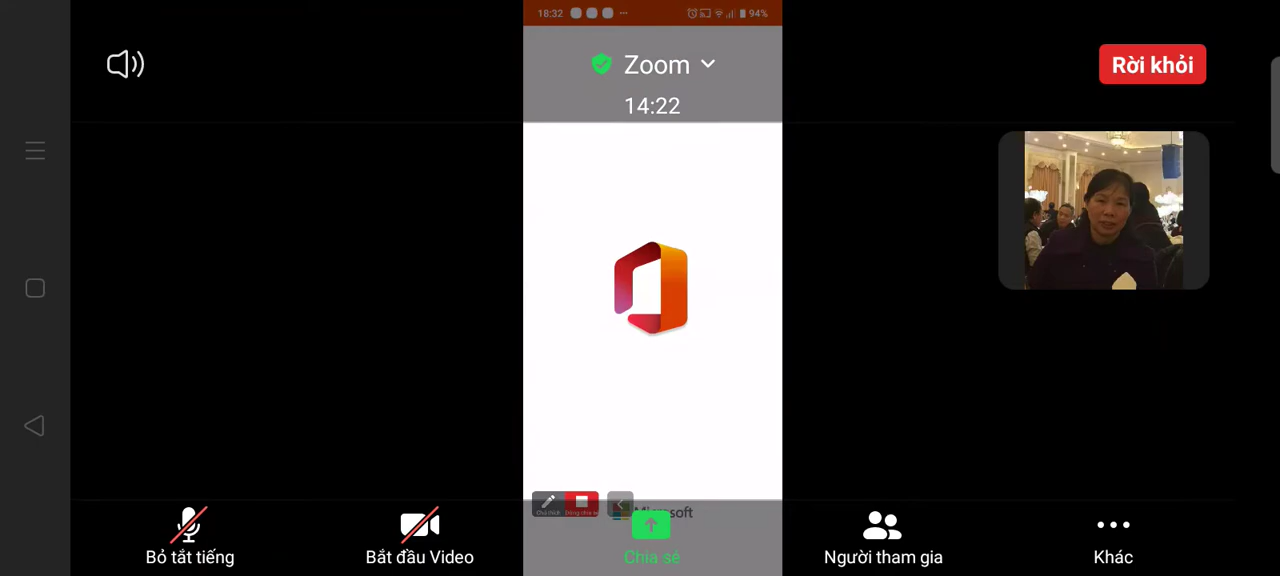 18:32
94%
Zoom
14:22
Rời khỏi
Microsoft
Bỏ tắt tiếng
Bắt đầu Video
Chia sẻ
Người tham gia
Khác